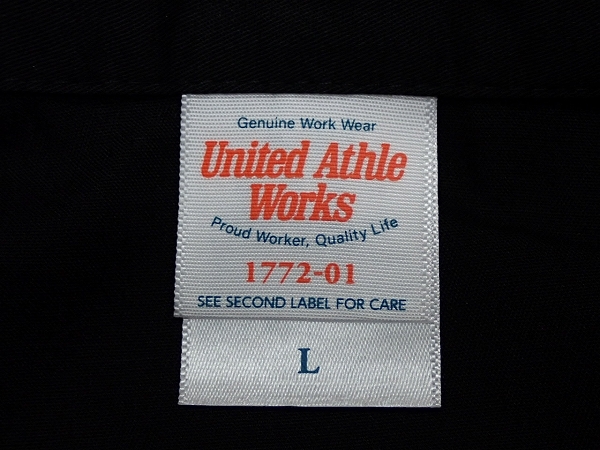 Genuine Work Wear
United Athle
Works
Proud Worker, Quality Life
1772-01
SEE SECOND LABEL FOR CARE
L